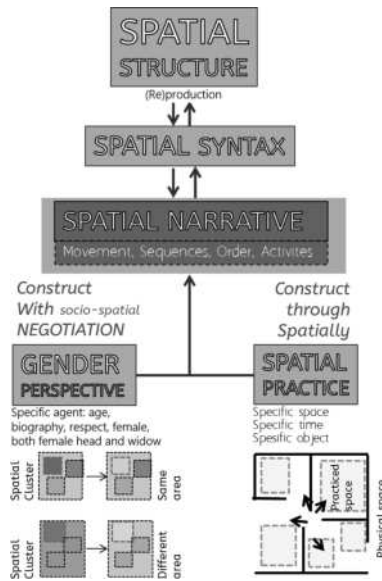 SPATIAL
STRUCTURE
(Re)production
SPATIAL SYNTAX
SPATIAL NARRATIVE
Movement, Sequences, Order, Activites
Construct
With socio-spatial
NEGOTIATION
Construct
through
Spatially
GENDER
PERSPECTIVE
SPATIAL
PRACTICE
Specific agent: age,
biography, respect, female,
both female head and widow
Specific space
Specific time
Spesific object
Spatial
Cluster
Same
area
Spatial
Cluster
Different
area
Practiced
space
Physical space